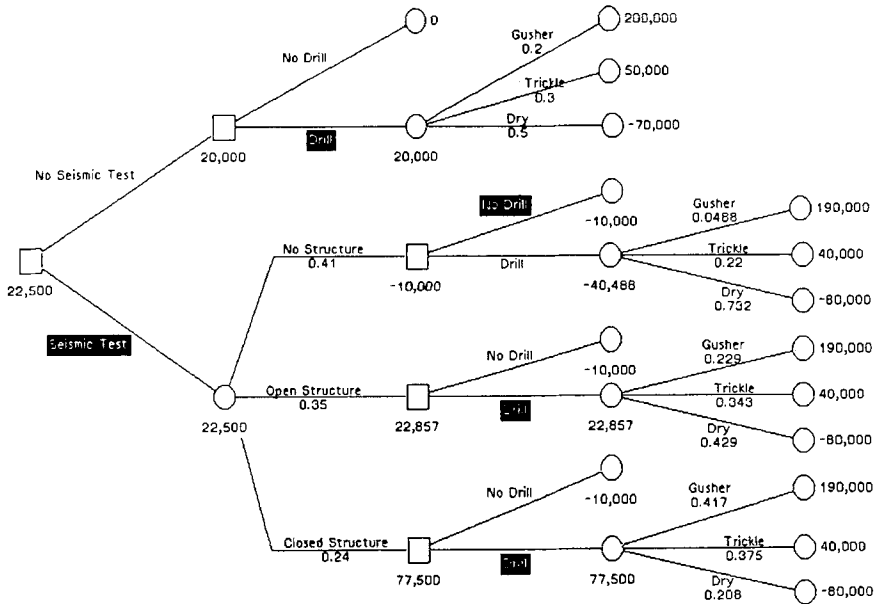 0
200,000
Gusher
0.2
No Drill
Trickle
0.3
50,000
Drill
Dry
0.5
-70,000
20,000
20,000
No Seismic Test
No Drill
-10,000
Gusher
0.0488
190,000
No Structure
0.41
Drill
Trickle
0.22
40,000
22,500
-10,000
-40,488
Dry
0.732
-80,000
Seismic Test
No Drill
-10,000
Gusher
0.229
190,000
Open Structure
0.35
Drill
Trickle
0.343
40,000
22,500
22,857
22,857
Dry
0.429
-80,000
No Drill
-10,000
Gusher
0.417
190,000
Closed Structure
0.24
Drill
Trickle
0.375
40,000
77,500
77,500
Dry
0.208
-80,000